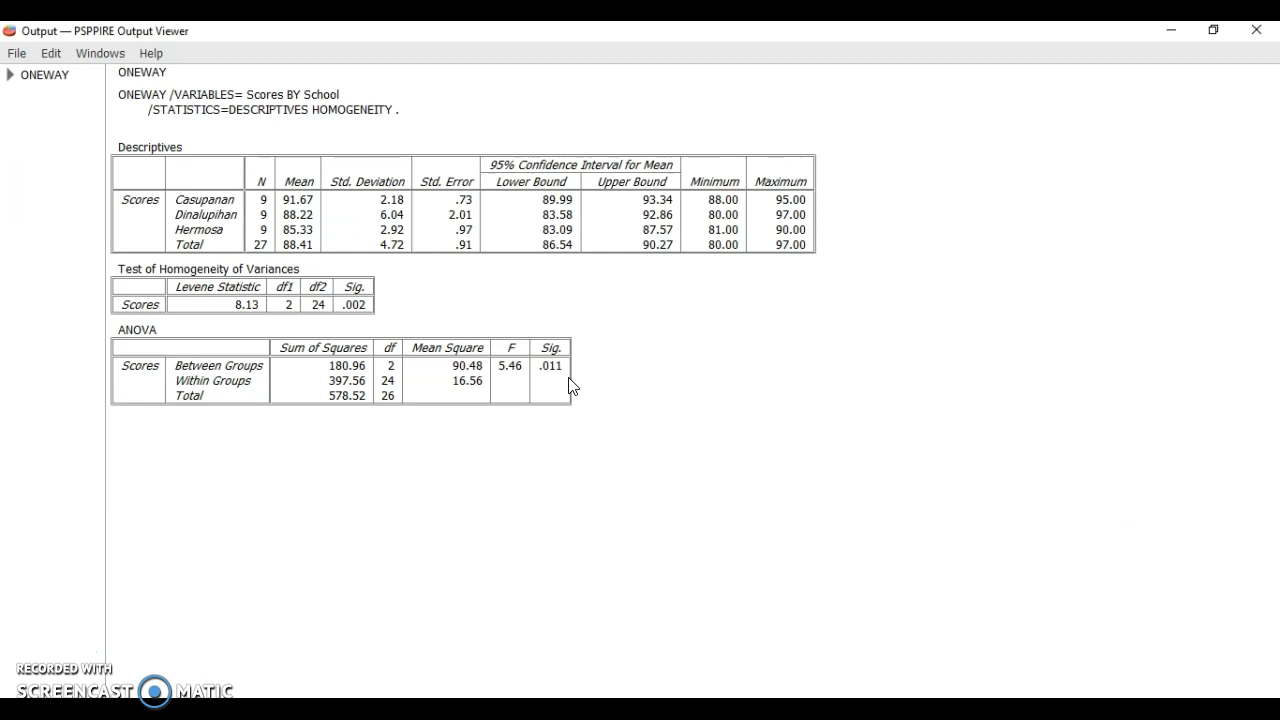 Output — PSPPIRE Output Viewer
File Edit Windows Help
ONEWAY
ONEWAY
ONEWAY /VARIABLES= Scores BY School
/STATISTICS=DESCRIPTIVES HOMOGENEITY .
Descriptives
95% Confidence Interval for Mean
N Mean Std. Deviation Std. Error Lower Bound Upper Bound Minimum Maximum
Scores Casupanan 9 91.67 2.18 .73 89.99 93.34 88.00 95.00
Dinalupihan 9 88.22 6.04 2.01 83.58 92.86 80.00 97.00
Hermosa 9 85.33 2.92 .97 83.09 87.57 81.00 90.00
Total 27 88.41 4.72 .91 86.54 90.27 80.00 97.00
Test of Homogeneity of Variances
Levene Statistic df1 df2 Sig.
Scores 8.13 2 24 .002
ANOVA
Sum of Squares df Mean Square F Sig.
Scores Between Groups 180.96 2 90.48 5.46 .011
Within Groups 397.56 24 16.56
Total 578.52 26
RECORDED WITH
SCREENCAST MATIC